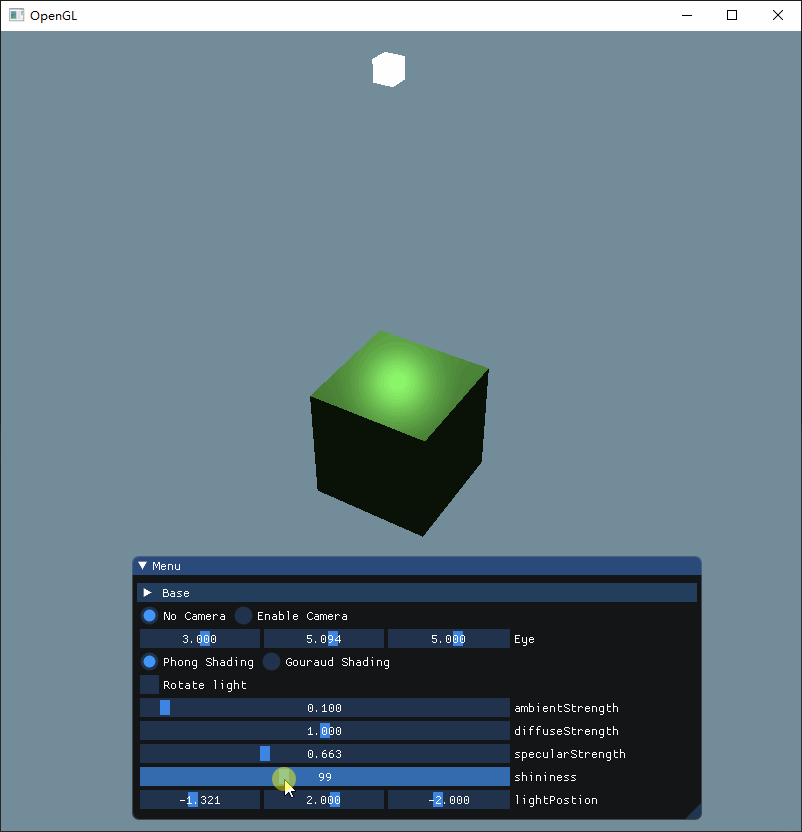 OpenGL
Menu
Base
No Camera Enable Camera
3.000 5.094 5.000 Eye
Phong Shading Gouraud Shading
Rotate light
0.100 ambientStrength
1.000 diffuseStrength
0.663 specularStrength
99 shininess
-1.321 2.000 -2.000 lightPostion